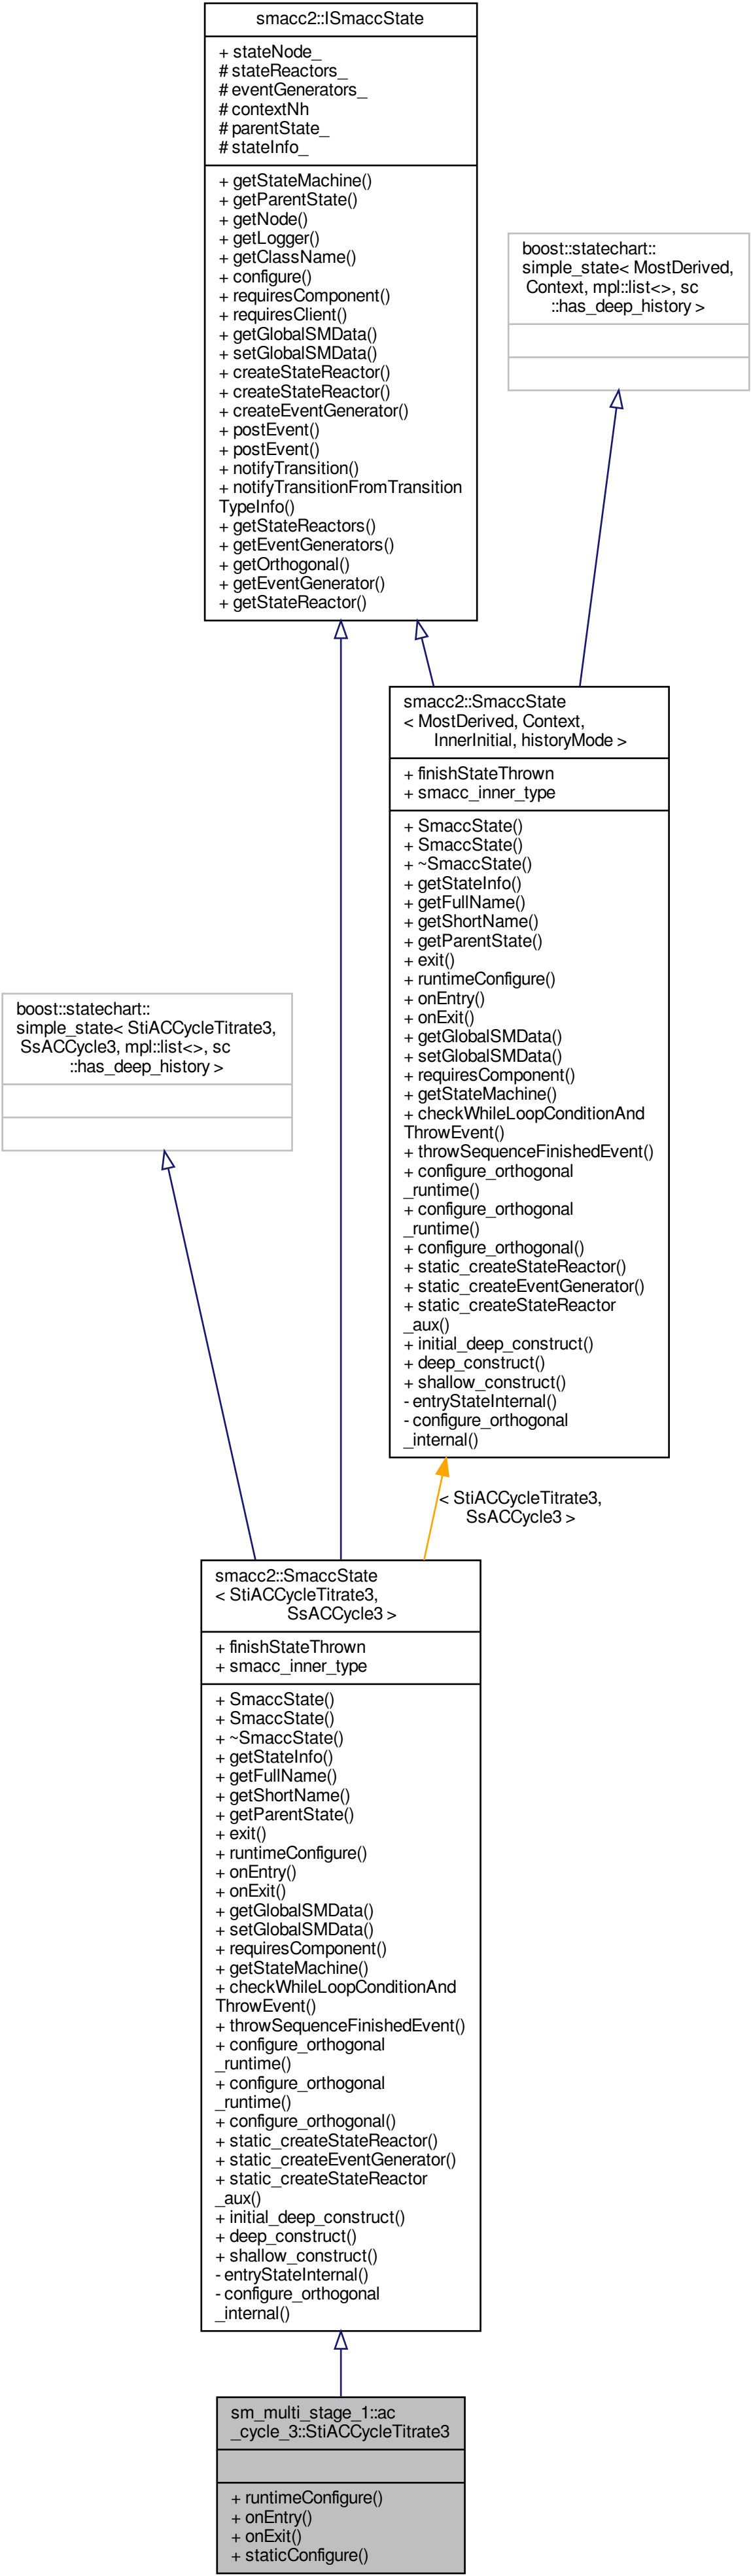 smacc2::ISmaccState
+ stateNode_
# stateReactors_
# eventGenerators_
# contextNh
# parentState_
# stateInfo_
+ getStateMachine()
+ getParentState()
+ getNode()
+ getLogger()
+ getClassName()
+ configure()
+ requiresComponent()
+ requiresClient()
+ getGlobalSMData()
+ setGlobalSMData()
+ createStateReactor()
+ createStateReactor()
+ createEventGenerator()
+ postEvent()
+ postEvent()
+ notifyTransition()
+ notifyTransitionFromTransition
TypeInfo()
+ getStateReactors()
+ getEventGenerators()
+ getOrthogonal()
+ getEventGenerator()
+ getStateReactor()
boost::statechart::
simple_state< MostDerived,
Context, mpl::list<>, sc
::has_deep_history >
smacc2::SmaccState
< MostDerived, Context,
InnerInitial, historyMode >
+ finishStateThrown
+ smacc_inner_type
+ SmaccState()
+ SmaccState()
+ ~SmaccState()
+ getStateInfo()
+ getFullName()
+ getShortName()
+ getParentState()
+ exit()
+ runtimeConfigure()
+ onEntry()
+ onExit()
+ getGlobalSMData()
+ setGlobalSMData()
+ requiresComponent()
+ getStateMachine()
+ checkWhileLoopConditionAnd
ThrowEvent()
+ throwSequenceFinishedEvent()
+ configure_orthogonal
_runtime()
+ configure_orthogonal
_runtime()
+ configure_orthogonal()
+ static_createStateReactor()
+ static_createEventGenerator()
+ static_createStateReactor
_aux()
+ initial_deep_construct()
+ deep_construct()
+ shallow_construct()
- entryStateInternal()
- configure_orthogonal
_internal()
boost::statechart::
simple_state< StiACCycleTitrate3,
SsACCycle3, mpl::list<>, sc
::has_deep_history >
< StiACCycleTitrate3,
SsACCycle3 >
smacc2::SmaccState
< StiACCycleTitrate3,
SsACCycle3 >
+ finishStateThrown
+ smacc_inner_type
+ SmaccState()
+ SmaccState()
+ ~SmaccState()
+ getStateInfo()
+ getFullName()
+ getShortName()
+ getParentState()
+ exit()
+ runtimeConfigure()
+ onEntry()
+ onExit()
+ getGlobalSMData()
+ setGlobalSMData()
+ requiresComponent()
+ getStateMachine()
+ checkWhileLoopConditionAnd
ThrowEvent()
+ throwSequenceFinishedEvent()
+ configure_orthogonal
_runtime()
+ configure_orthogonal
_runtime()
+ configure_orthogonal()
+ static_createStateReactor()
+ static_createEventGenerator()
+ static_createStateReactor
_aux()
+ initial_deep_construct()
+ deep_construct()
+ shallow_construct()
- entryStateInternal()
- configure_orthogonal
_internal()
sm_multi_stage_1::ac
_cycle_3::StiACCycleTitrate3
+ runtimeConfigure()
+ onEntry()
+ onExit()
+ staticConfigure()